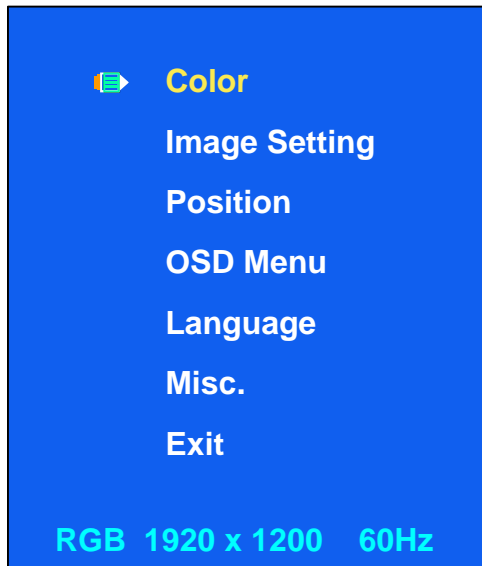 Color
Image Setting
Position
OSD Menu
Language
Misc.
Exit
RGB 1920 x 1200 60Hz